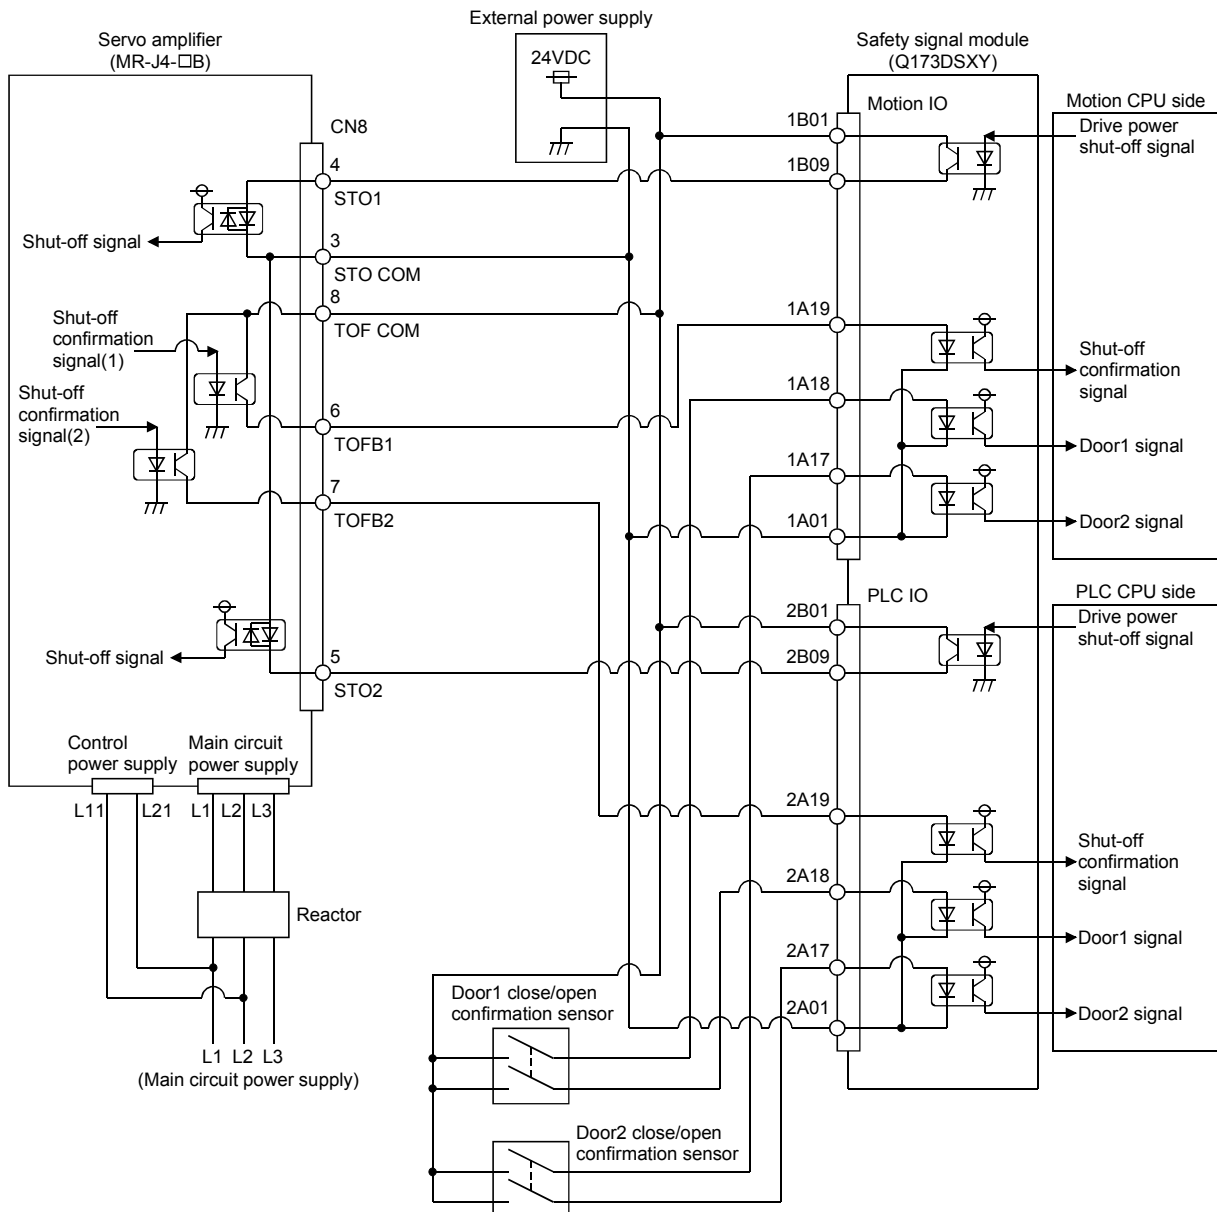 External power supply
24VDC
Servo amplifier
(MR-J4-□B)
CN8
4
STO1
3
STO COM
8
TOF COM
6
TOFB1
7
TOFB2
5
STO2
Shut-off signal
Shut-off
confirmation
signal(1)
Shut-off
confirmation
signal(2)
Shut-off signal
Control
power supply
Main circuit
power supply
L11
L21
L1
L2
L3
Reactor
L1
L2
L3
(Main circuit power supply)
Safety signal module
(Q173DSXY)
Motion IO
1B01
1B09
1A19
1A18
1A17
1A01
PLC IO
2B01
2B09
2A19
2A18
2A17
2A01
Motion CPU side
Drive power
shut-off signal
Shut-off
confirmation
signal
Door1 signal
Door2 signal
PLC CPU side
Drive power
shut-off signal
Shut-off
confirmation
signal
Door1 signal
Door2 signal
Door1 close/open
confirmation sensor
Door2 close/open
confirmation sensor